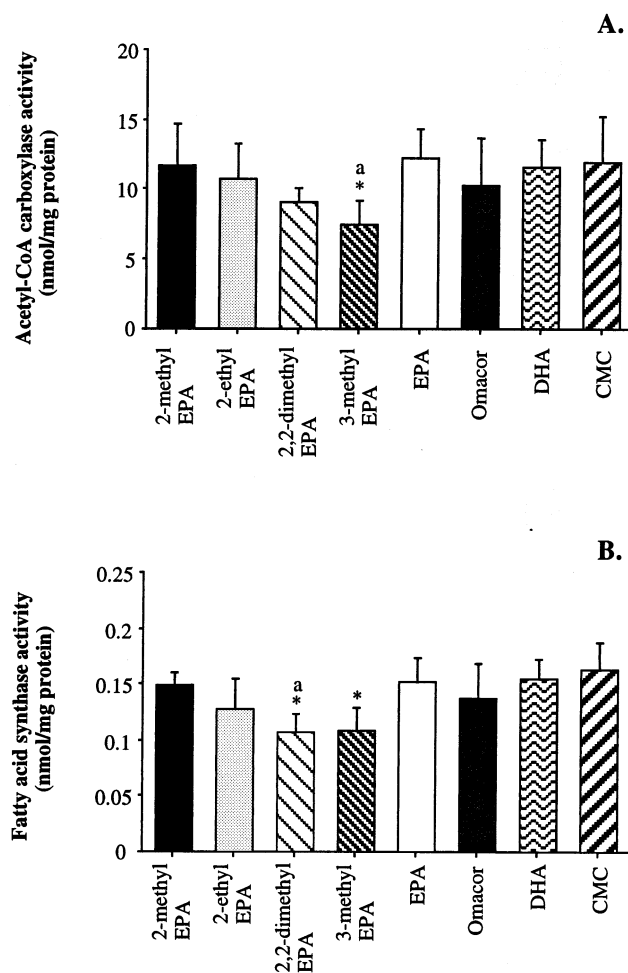 A.
Acetyl-CoA carboxylase activity
(nmol/mg protein)
20
15
10
5
0
a
*
2-methyl
EPA
2-ethyl
EPA
2,2-dimethyl
EPA
3-methyl
EPA
EPA
Omacor
DHA
CMC
B.
Fatty acid synthase activity
(nmol/mg protein)
0.25
0.2
0.15
0.1
0.05
0
a
*
*
2-methyl
EPA
2-ethyl
EPA
2,2-dimethyl
EPA
3-methyl
EPA
EPA
Omacor
DHA
CMC